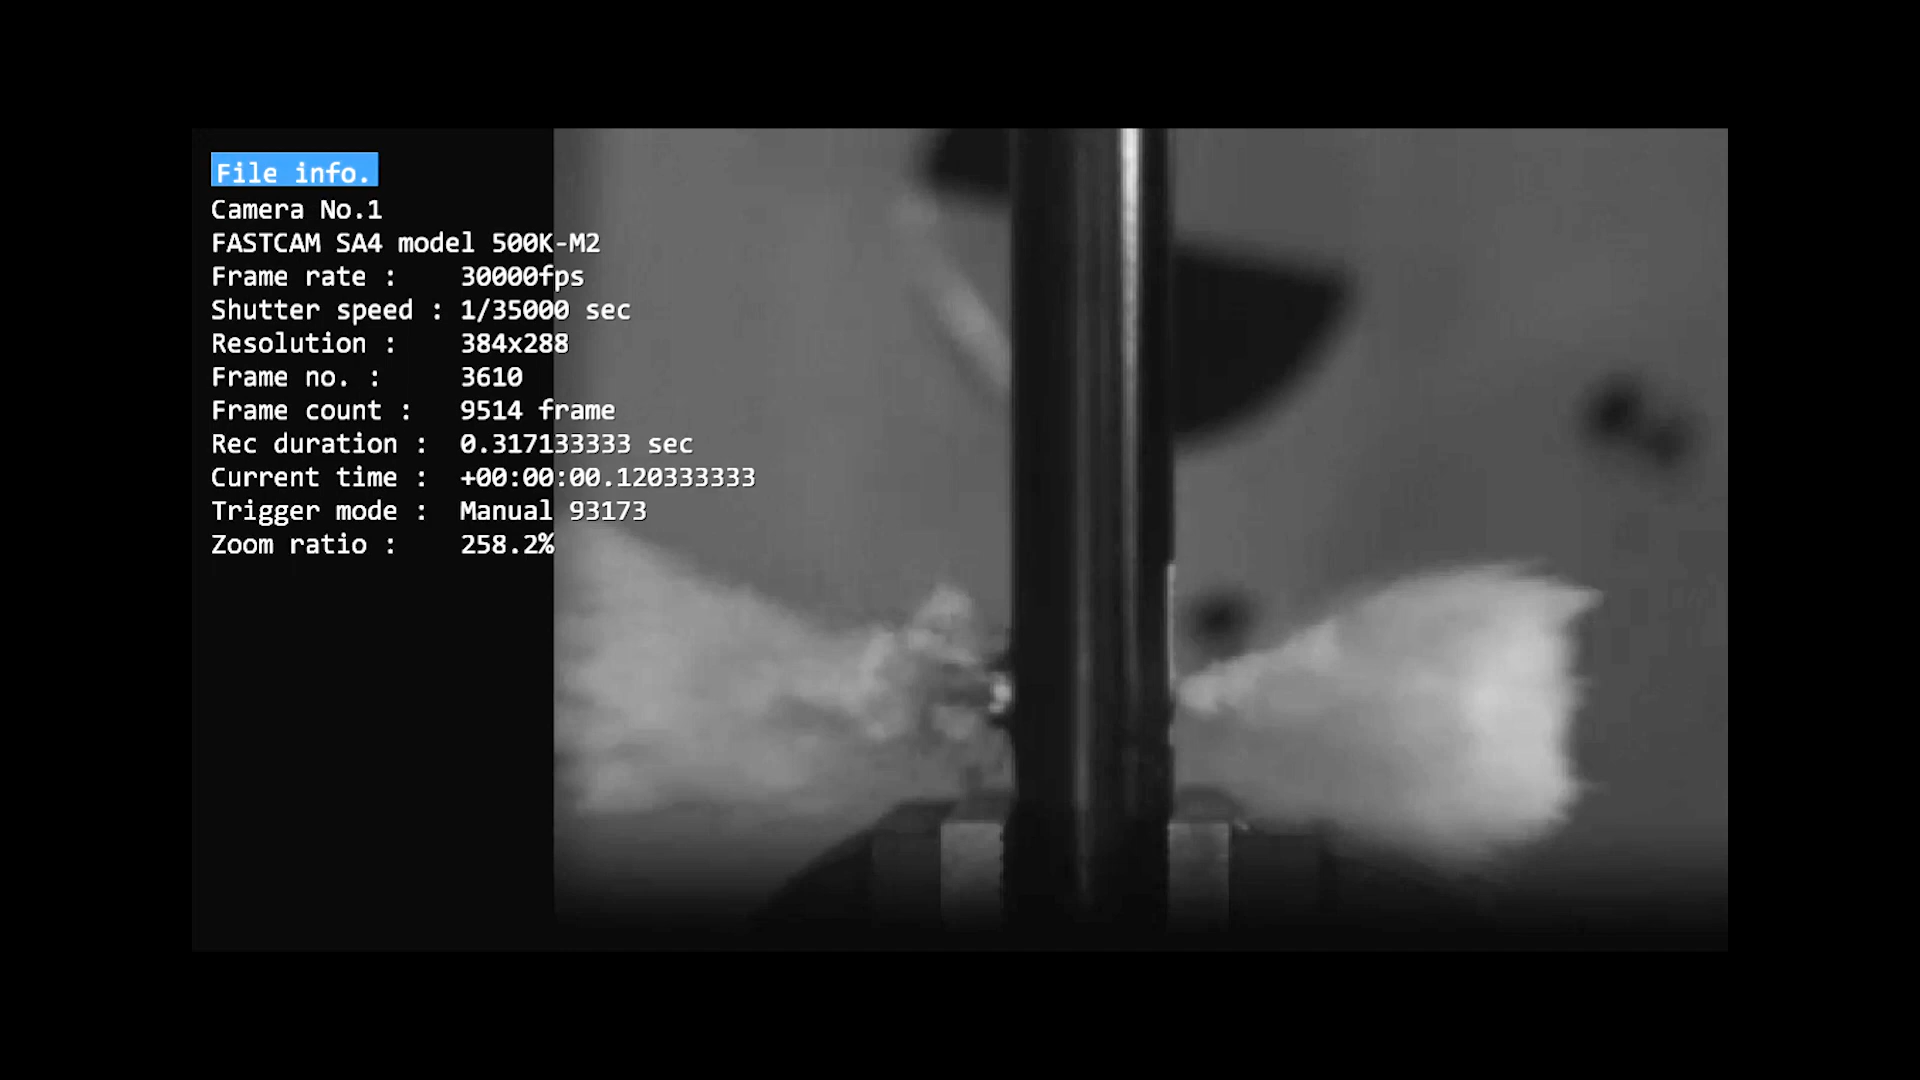 File info.
Camera No.1
FASTCAM SA4 model 500K-M2
Frame rate : 30000fps
Shutter speed : 1/35000 sec
Resolution : 384x288
Frame no. : 3610
Frame count : 9514 frame
Rec duration : 0.317133333 sec
Current time : +00:00:00.120333333
Trigger mode : Manual 93173
Zoom ratio : 258.2%